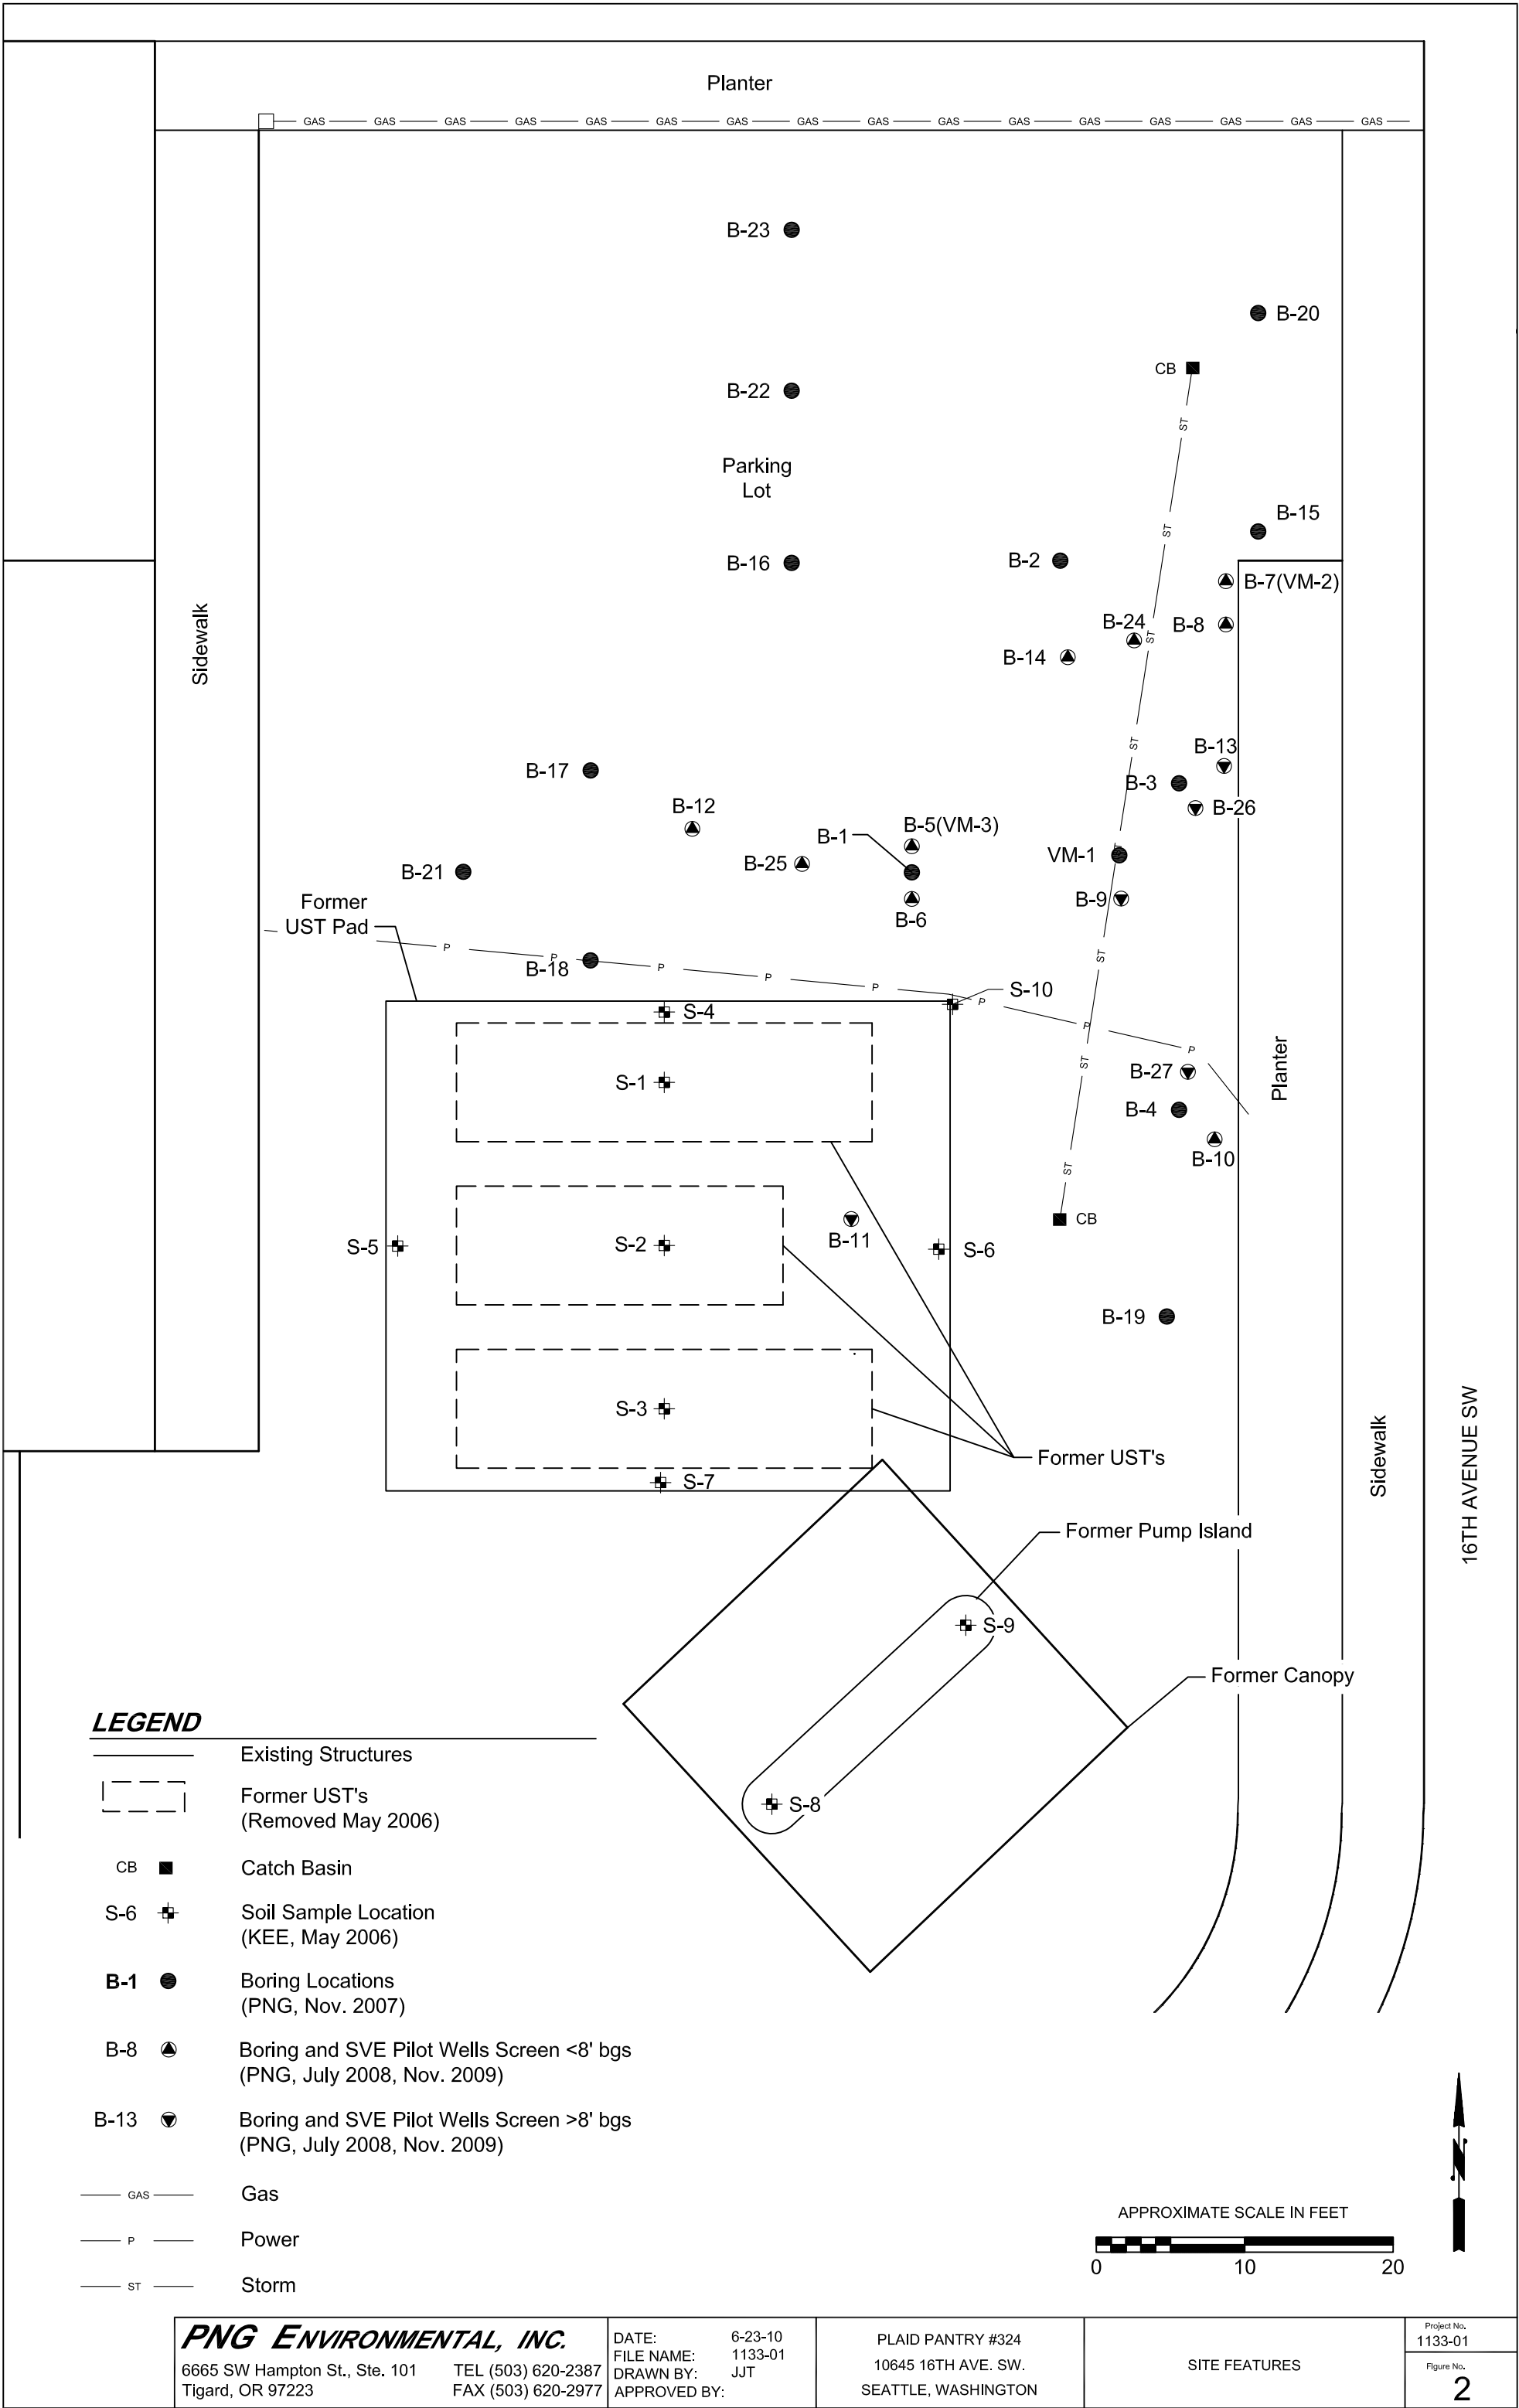 Planter
GAS GAS GAS GAS GAS GAS GAS GAS GAS GAS GAS GAS GAS GAS GAS GAS
B-23
B-20
CB
B-22
ST
Parking
Lot
B-15
ST
B-16
B-2
B-7(VM-2)
Sidewalk
B-24
B-8
ST
B-14
ST
B-13
B-17
B-3
B-12
B-26
B-5(VM-3)
B-1
VM-1
ST
B-25
B-21
B-9
Former
UST Pad
B-6
P
P
B-18
P
P
P
ST
S-10
P
S-4
P
P
ST
Planter
S-1
B-27
B-4
B-10
ST
CB
S-5
S-2
B-11
S-6
B-19
S-3
Former UST's
Sidewalk
16TH AVENUE SW
S-7
Former Pump Island
S-9
Former Canopy
S-8
LEGEND
Existing Structures
Former UST's
(Removed May 2006)
CB Catch Basin
S-6 Soil Sample Location
(KEE, May 2006)
B-1 Boring Locations
(PNG, Nov. 2007)
B-8 Boring and SVE Pilot Wells Screen <8' bgs
(PNG, July 2008, Nov. 2009)
B-13 Boring and SVE Pilot Wells Screen >8' bgs
(PNG, July 2008, Nov. 2009)
GAS Gas
P Power
ST Storm
N
APPROXIMATE SCALE IN FEET
0 10 20
PNG ENVIRONMENTAL, INC.
6665 SW Hampton St., Ste. 101 TEL (503) 620-2387
Tigard, OR 97223 FAX (503) 620-2977
DATE: 6-23-10
FILE NAME: 1133-01
DRAWN BY: JJT
APPROVED BY:
PLAID PANTRY #324
10645 16TH AVE. SW.
SEATTLE, WASHINGTON
SITE FEATURES
Project No.
1133-01
Figure No.
2